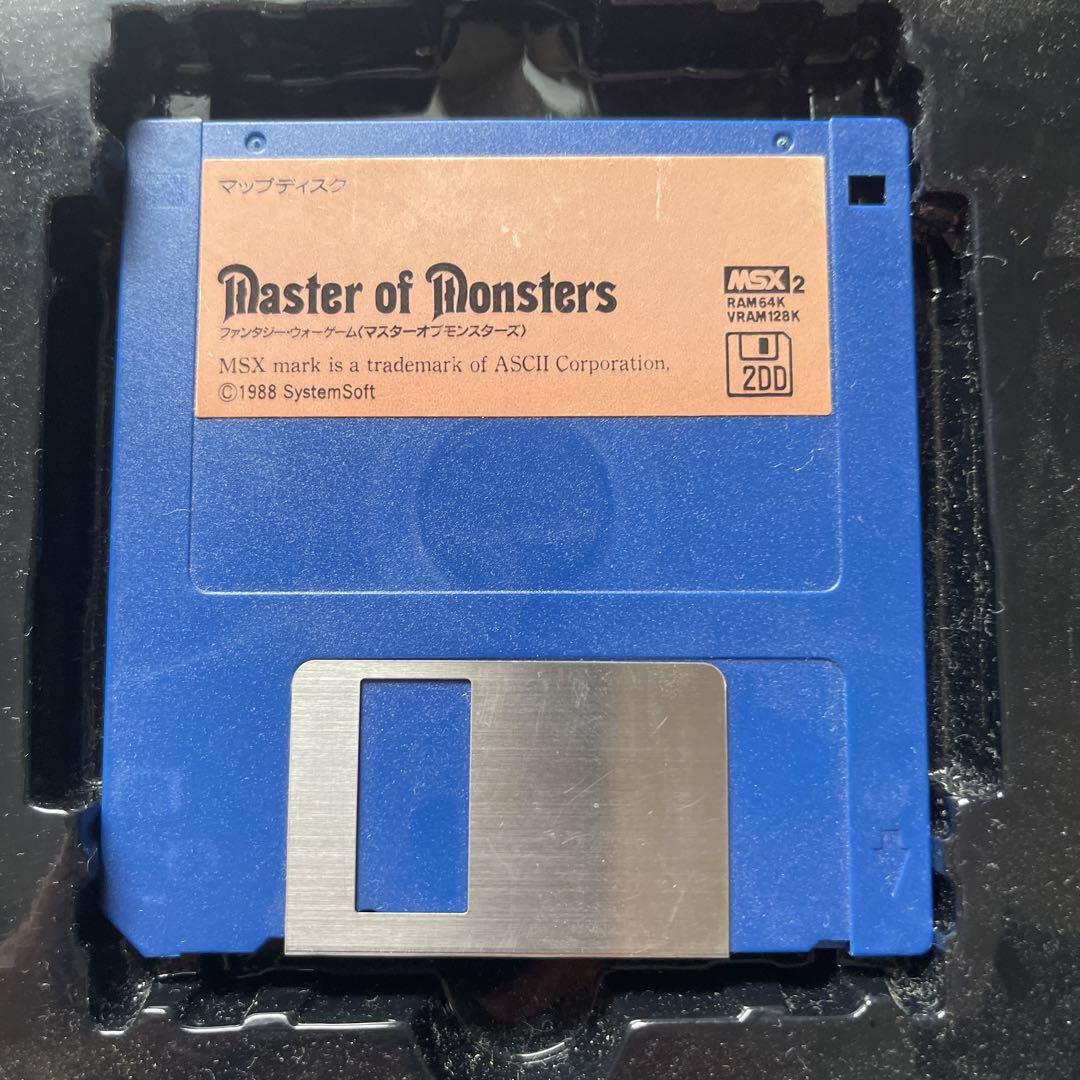 マップディスク
Master of Monsters
ファンタジー・ウォーゲーム〈マスターオブモンスターズ〉
MSX mark is a trademark of ASCII Corporation,
©1988 SystemSoft
MSX2
RAM64K
VRAM128K
2DD